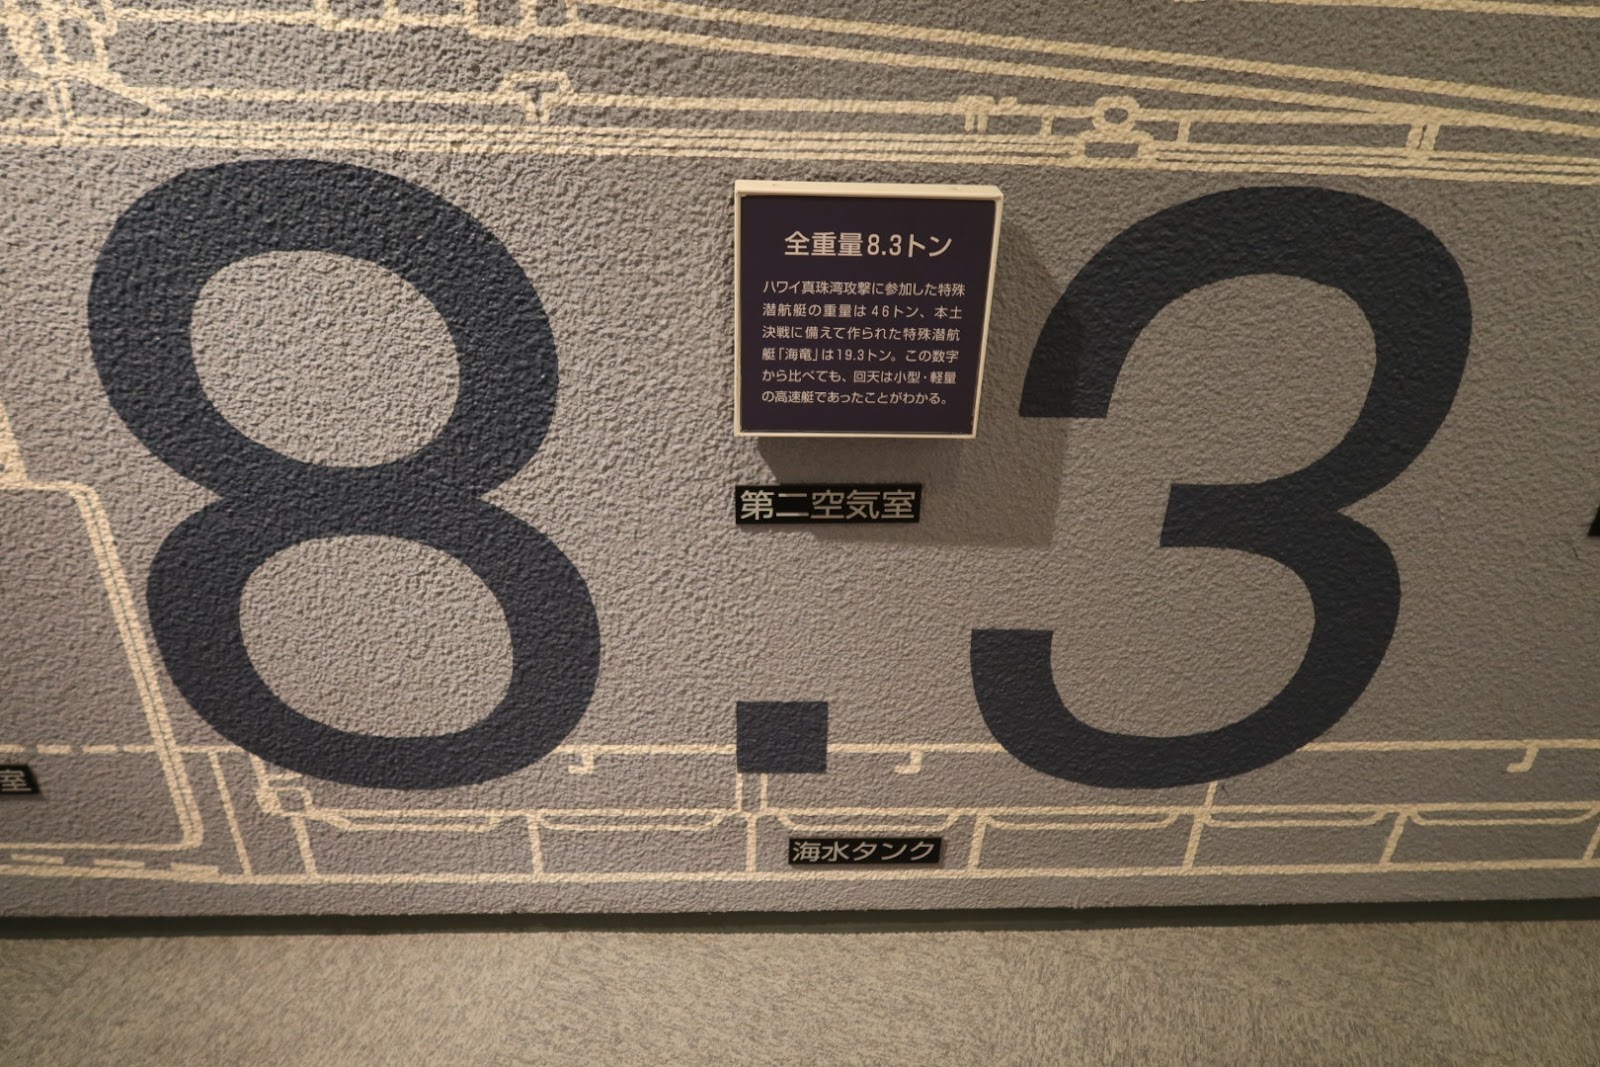 8.3
全重量8.3トン
ハワイ真珠湾攻撃に参加した特殊
潜航艇の重量は46トン、本土
決戦に備えて作られた特殊潜航
艇「海竜」は19.3トン。この数字
から比べても、回天は小型・軽量
の高速艇であったことがわかる。
第二空気室
室
海水タンク